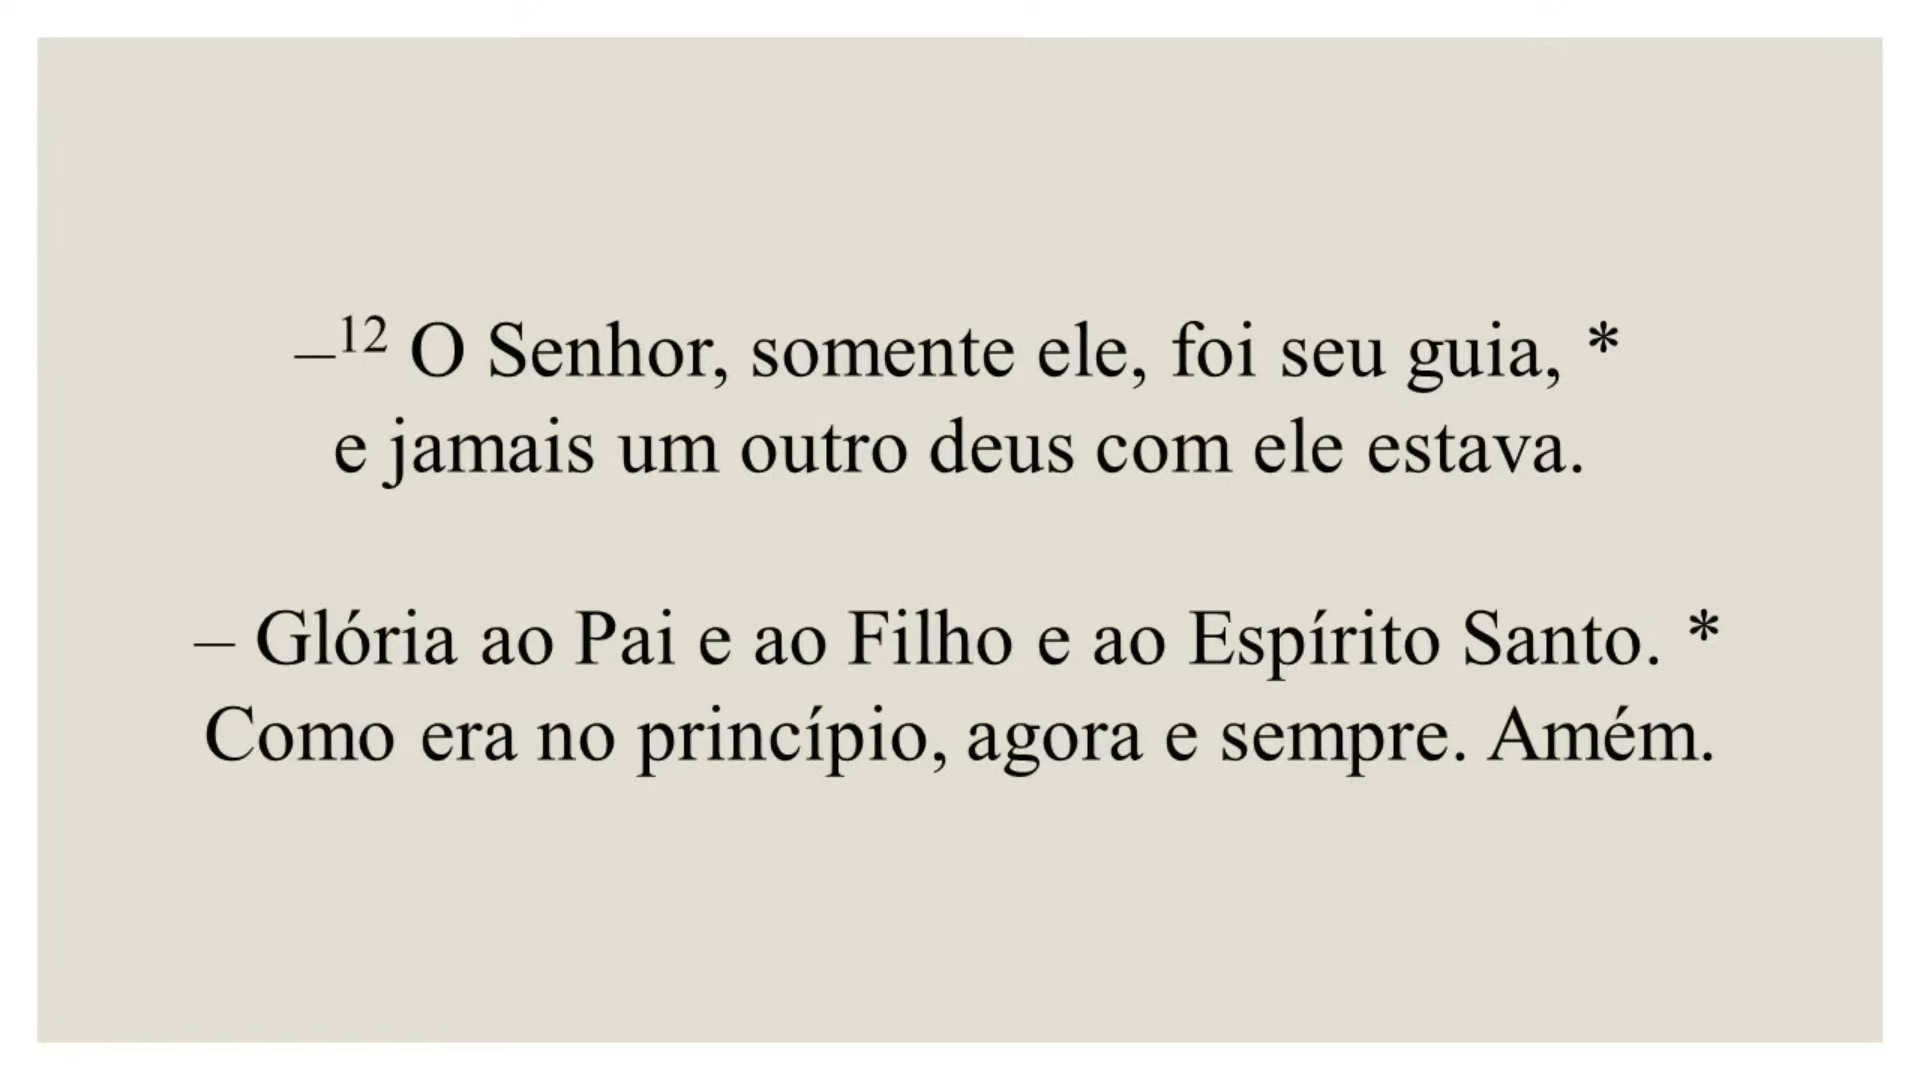 –¹² O Senhor, somente ele, foi seu guia, *
e jamais um outro deus com ele estava.
– Glória ao Pai e ao Filho e ao Espírito Santo. *
Como era no princípio, agora e sempre. Amém.